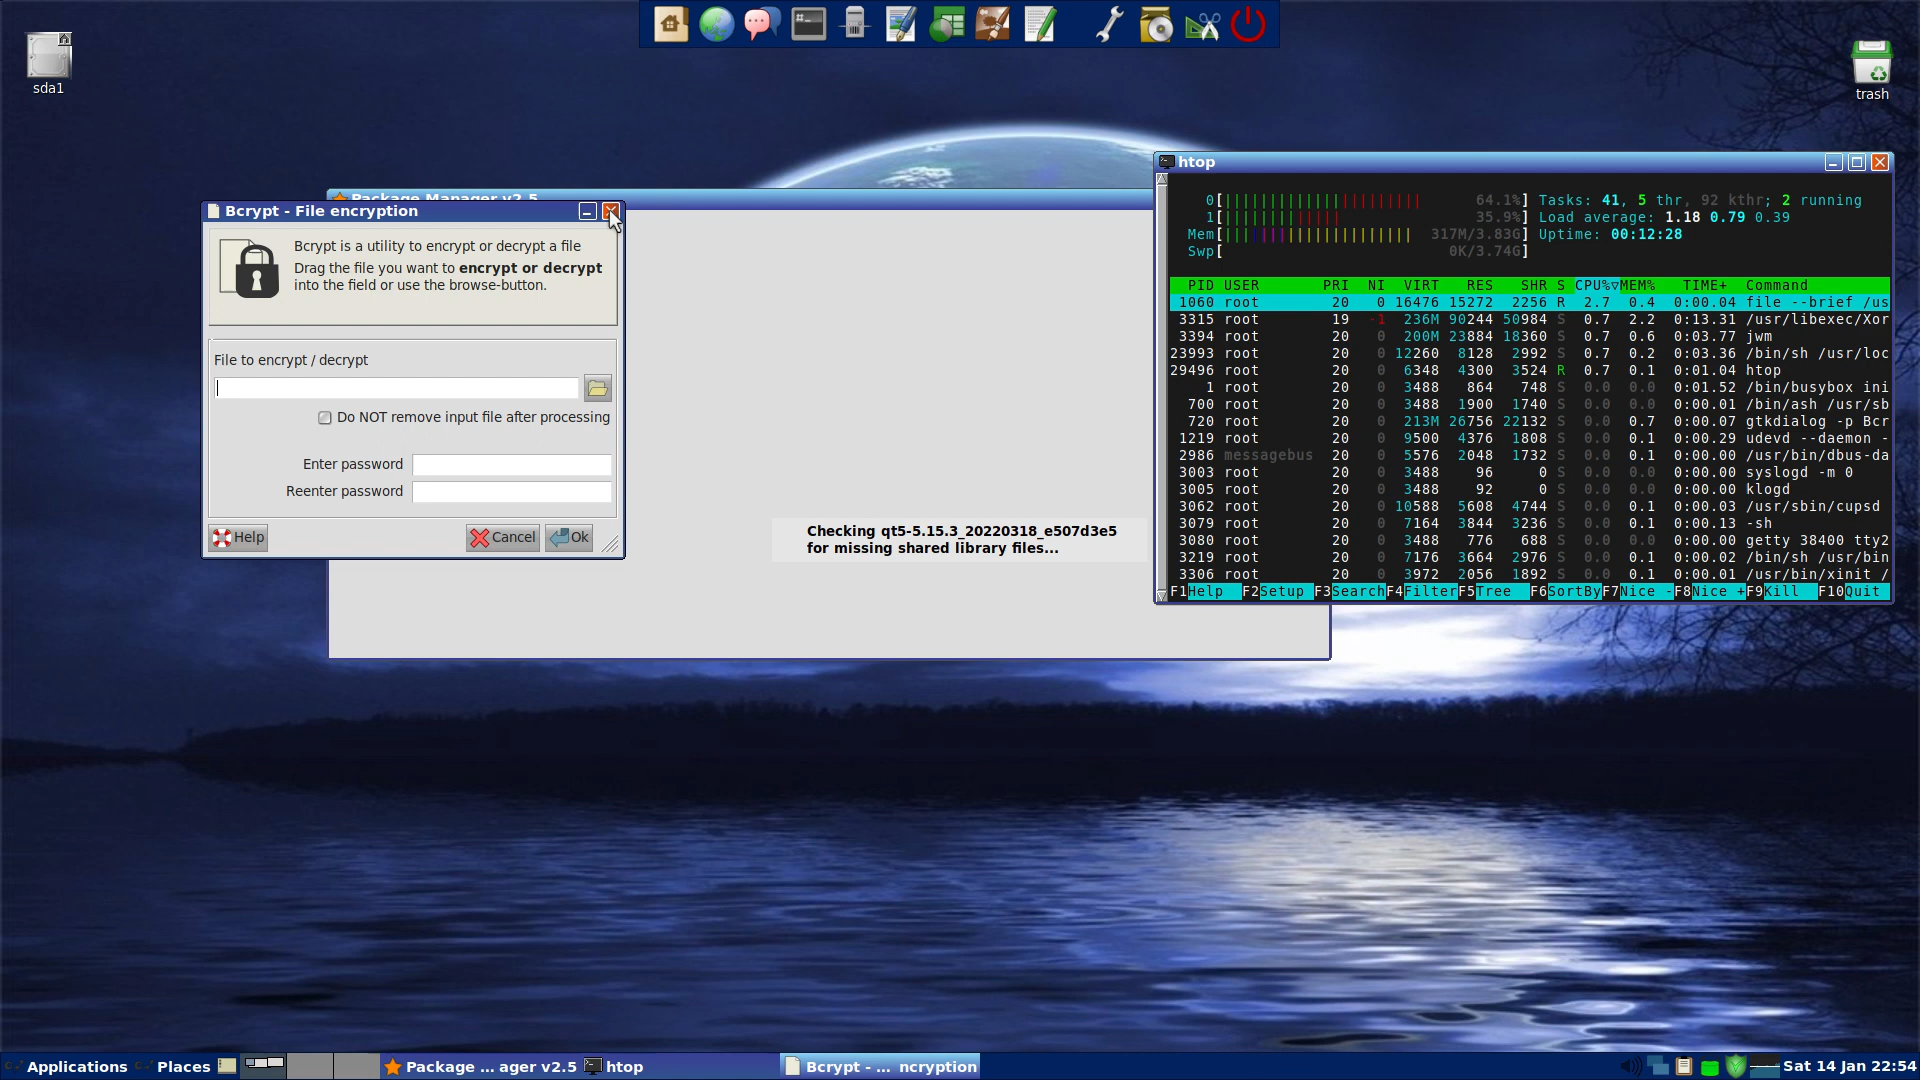 sda1
trash
Package Manager v2.5
Bcrypt - File encryption
Bcrypt is a utility to encrypt or decrypt a file
Drag the file you want to encrypt or decrypt
into the field or use the browse-button.
File to encrypt / decrypt
Do NOT remove input file after processing
Enter password
Reenter password
Help
Cancel
Ok
Checking qt5-5.15.3_20220318_e507d3e5
for missing shared library files...
htop
0[ 64.1%] Tasks: 41, 5 thr, 92 kthr; 2 running
1[ 35.9%] Load average: 1.18 0.79 0.39
Mem[ 317M/3.83G] Uptime: 00:12:28
Swp[ 0K/3.74G]
PID USER PRI NI VIRT RES SHR S CPU%▽MEM% TIME+ Command
1060 root 20 0 16476 15272 2256 R 2.7 0.4 0:00.04 file --brief /us
3315 root 19 -1 236M 90244 50984 S 0.7 2.2 0:13.31 /usr/libexec/Xor
3394 root 20 0 200M 23884 18360 S 0.7 0.6 0:03.77 jwm
23993 root 20 0 12260 8128 2992 S 0.7 0.2 0:03.36 /bin/sh /usr/loc
29496 root 20 0 6348 4300 3524 R 0.7 0.1 0:01.04 htop
1 root 20 0 3488 864 748 S 0.0 0.0 0:01.52 /bin/busybox ini
700 root 20 0 3488 1900 1740 S 0.0 0.0 0:00.01 /bin/ash /usr/sb
720 root 20 0 213M 26756 22132 S 0.0 0.7 0:00.07 gtkdialog -p Bcr
1219 root 20 0 9500 4376 1808 S 0.0 0.1 0:00.29 udevd --daemon -
2986 messagebus 20 0 5576 2048 1732 S 0.0 0.1 0:00.00 /usr/bin/dbus-da
3003 root 20 0 3488 96 0 S 0.0 0.0 0:00.00 syslogd -m 0
3005 root 20 0 3488 92 0 S 0.0 0.0 0:00.00 klogd
3062 root 20 0 10588 5608 4744 S 0.0 0.1 0:00.03 /usr/sbin/cupsd
3079 root 20 0 7164 3844 3236 S 0.0 0.1 0:00.13 -sh
3080 root 20 0 3488 776 688 S 0.0 0.0 0:00.00 getty 38400 tty2
3219 root 20 0 7176 3664 2976 S 0.0 0.1 0:00.02 /bin/sh /usr/bin
3306 root 20 0 3972 2056 1892 S 0.0 0.1 0:00.01 /usr/bin/xinit /
F1Help F2Setup F3SearchF4FilterF5Tree F6SortByF7Nice -F8Nice +F9Kill F10Quit
Applications Places Package ... ager v2.5 htop Bcrypt - ... ncryption Sat 14 Jan 22:54